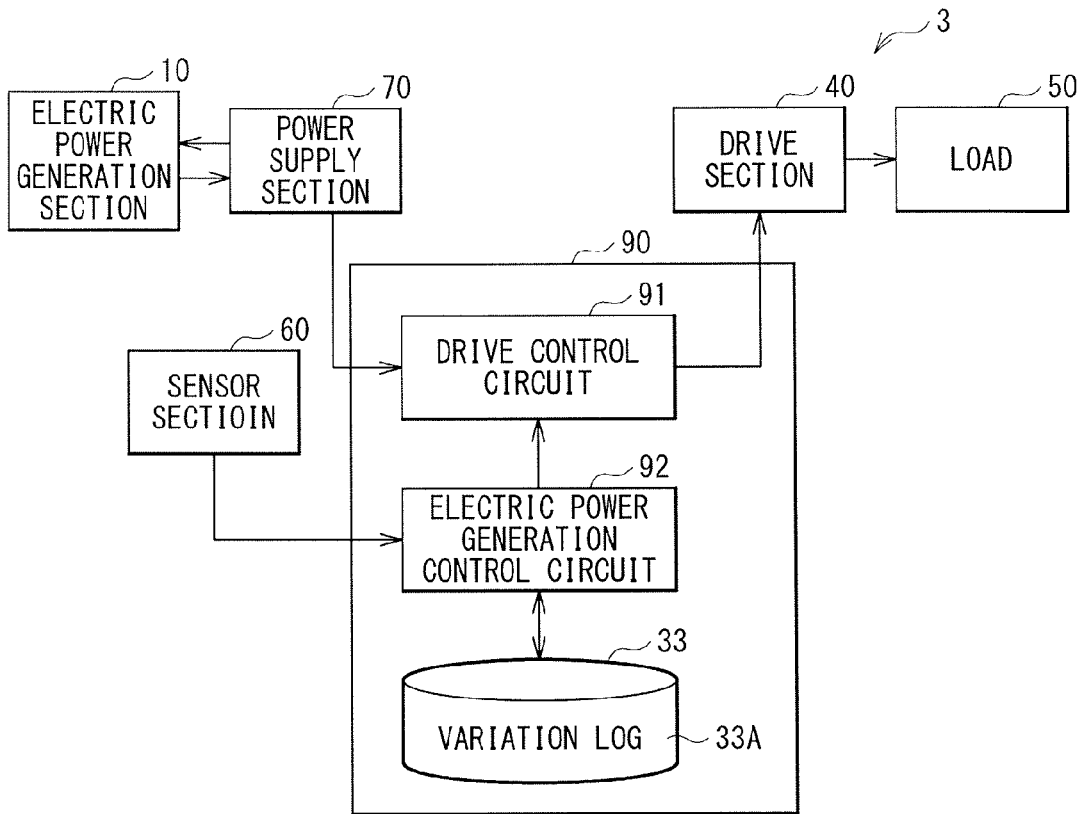 3
10
70
40
50
ELECTRIC
POWER
GENERATION
SECTION
POWER
SUPPLY
SECTION
DRIVE
SECTION
LOAD
90
91
DRIVE CONTROL
CIRCUIT
60
SENSOR
SECTIOIN
92
ELECTRIC POWER
GENERATION
CONTROL CIRCUIT
33
VARIATION LOG
33A